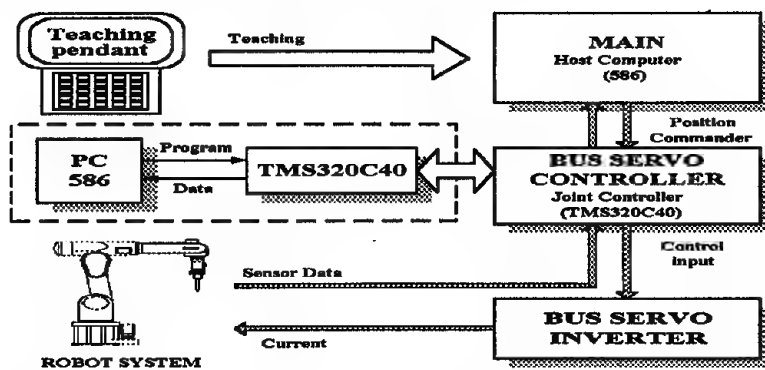 Teaching
pendant
Teaching
MAIN
Host Computer
(586)
Position
Commander
PC
586
Program
Data
TMS320C40
BUS SERVO
CONTROLLER
Joint Controller
(TMS320C40)
Control
input
Sensor Data
Current
BUS SERVO
INVERTER
ROBOT SYSTEM